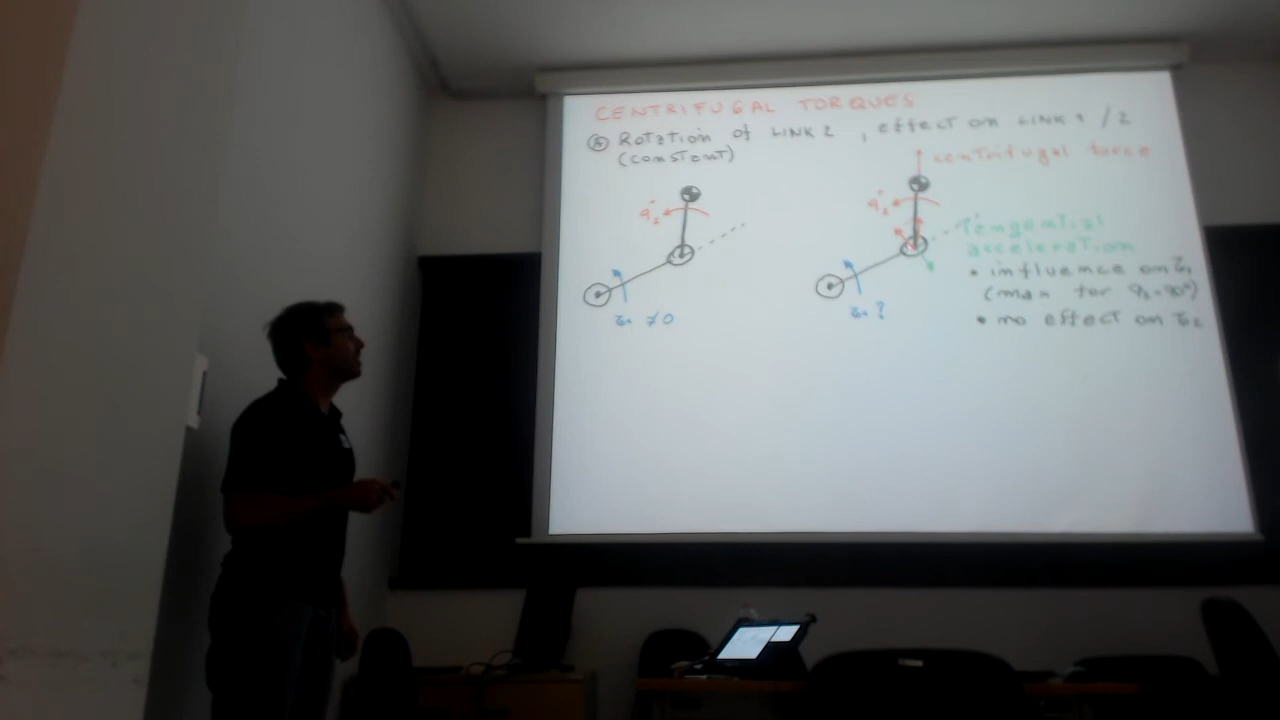 CENTRIFUGAL TORQUES
(A) Rotation of LINK 2, effect on LINK 1 / 2
(constant)
centrifugal force
q̇₂
q̇₂
Tangential
acceleration
• influence on τ₁
(max for q₂=90°)
• no effect on τ₂
τ₁ ≠0
τ₁ ?